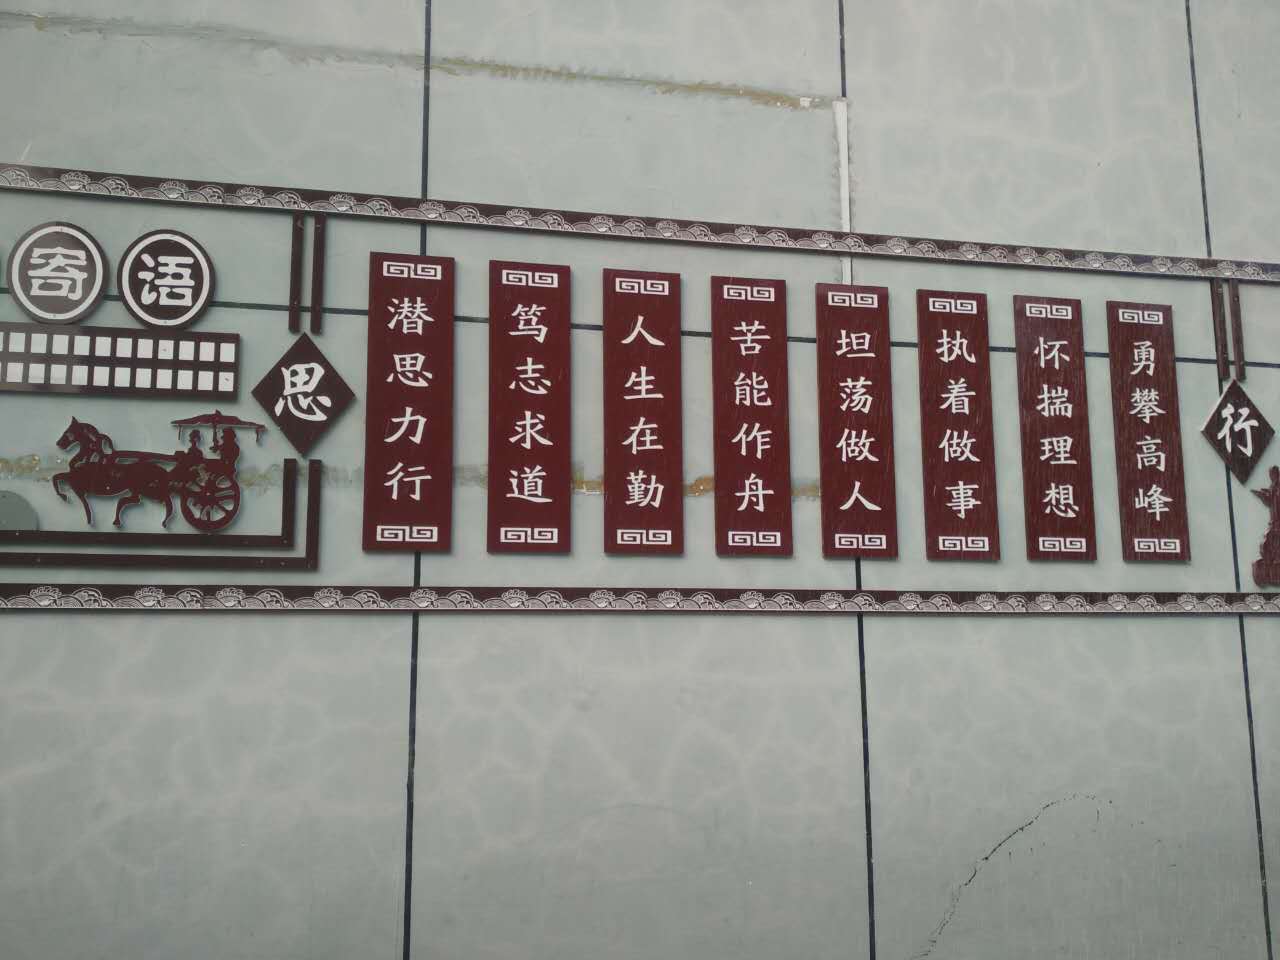 寄语
思
潜思力行
笃志求道
人生在勤
苦能作舟
坦荡做人
执着做事
怀揣理想
勇攀高峰
行